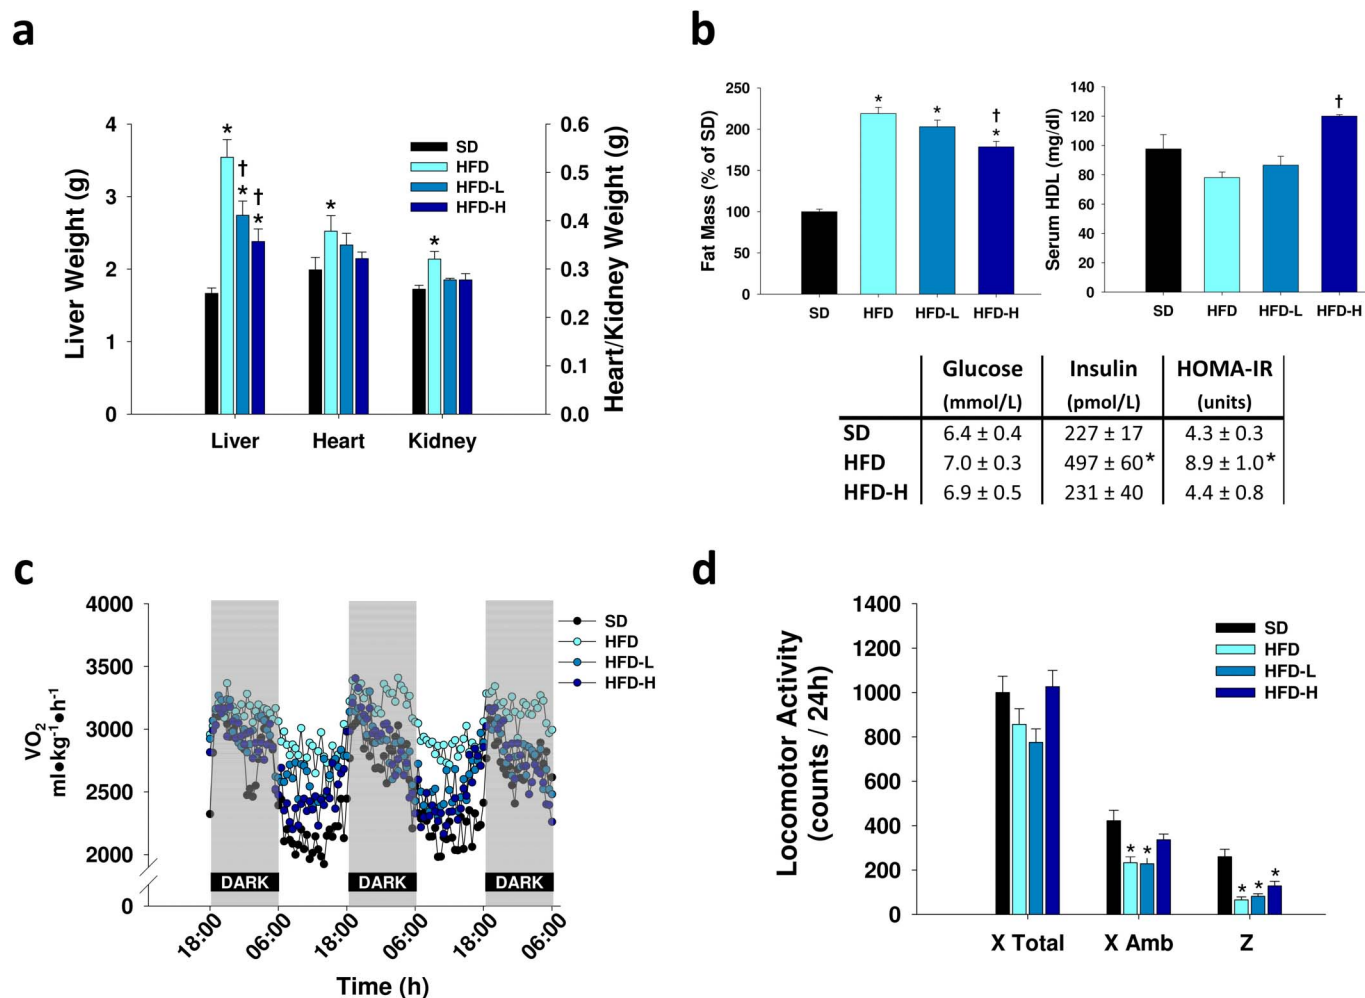 a
4
3
2
1
0
Liver Weight (g)
0.6
0.5
0.4
0.3
0.2
0.1
0.0
Heart/Kidney Weight (g)
SD
HFD
HFD-L
HFD-H
*
†
*
†
*
*
*
Liver Heart Kidney
b
250
200
150
100
50
0
Fat Mass (% of SD)
*
*
†
*
SD HFD HFD-L HFD-H
140
120
100
80
60
40
20
0
Serum HDL (mg/dl)
†
SD HFD HFD-L HFD-H
Glucose Insulin HOMA-IR
(mmol/L) (pmol/L) (units)
SD 6.4 ± 0.4 227 ± 17 4.3 ± 0.3
HFD 7.0 ± 0.3 497 ± 60* 8.9 ± 1.0*
HFD-H 6.9 ± 0.5 231 ± 40 4.4 ± 0.8
c
4000
3500
3000
2500
2000
0
VO₂
ml•kg⁻¹•h⁻¹
SD
HFD
HFD-L
HFD-H
DARK DARK DARK
18:00 06:00 18:00 06:00 18:00 06:00
Time (h)
d
1400
1200
1000
800
600
400
200
0
Locomotor Activity
(counts / 24h)
SD
HFD
HFD-L
HFD-H
* *
* * *
X Total X Amb Z